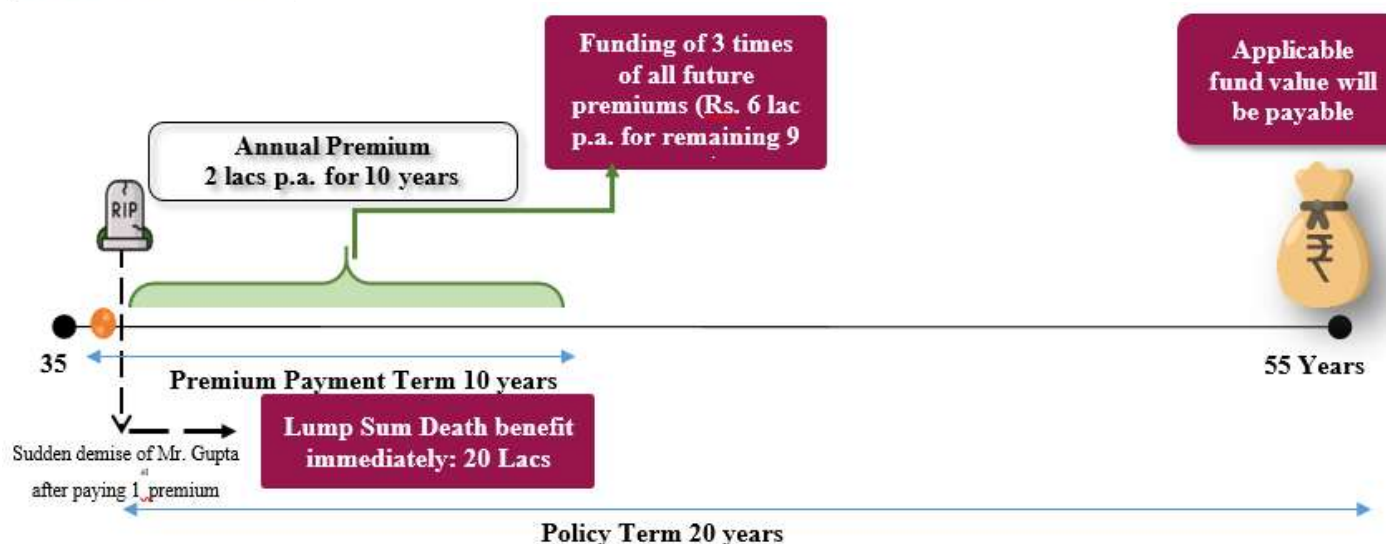 Funding of 3 times
of all future
premiums (Rs. 6 lac
p.a. for remaining 9
Applicable
fund value will
be payable
Annual Premium
2 lacs p.a. for 10 years
RIP
₹
35
55 Years
Premium Payment Term 10 years
Lump Sum Death benefit
immediately: 20 Lacs
Sudden demise of Mr. Gupta
after paying 1st premium
Policy Term 20 years